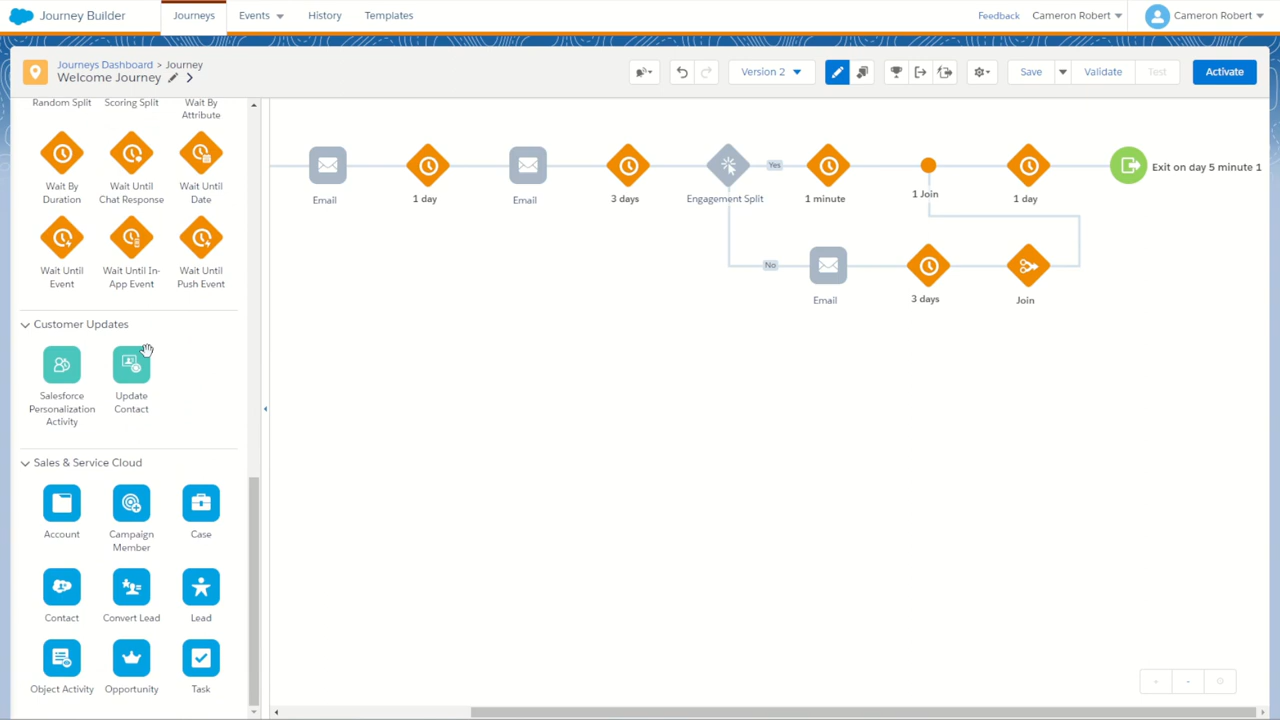 Journey Builder
Journeys
Events
History
Templates
Feedback
Cameron Robert
Cameron Robert
Journeys Dashboard > Journey
Welcome Journey
Version 2
Save
Validate
Test
Activate
Random Split
Scoring Split
Wait By
Attribute
Wait By
Duration
Wait Until
Chat Response
Wait Until
Date
Wait Until
Event
Wait Until In-
App Event
Wait Until
Push Event
Customer Updates
Salesforce
Personalization
Activity
Update
Contact
Sales & Service Cloud
Account
Campaign
Member
Case
Contact
Convert Lead
Lead
Object Activity
Opportunity
Task
Email
1 day
Email
3 days
Engagement Split
Yes
1 minute
1 Join
1 day
Exit on day 5 minute 1
No
Email
3 days
Join